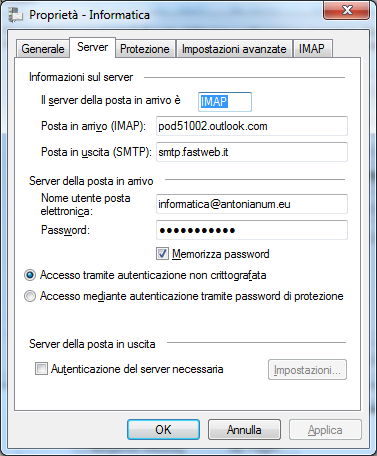 Proprietà - Informatica
Generale Server Protezione Impostazioni avanzate IMAP
Informazioni sul server
Il server della posta in arrivo è IMAP
Posta in arrivo (IMAP): pod51002.outlook.com
Posta in uscita (SMTP): smtp.fastweb.it
Server della posta in arrivo
Nome utente posta
elettronica: informatica@antonianum.eu
Password: ●●●●●●●●●●●
Memorizza password
Accesso tramite autenticazione non crittografata
Accesso mediante autenticazione tramite password di protezione
Server della posta in uscita
Autenticazione del server necessaria Impostazioni...
OK Annulla Applica